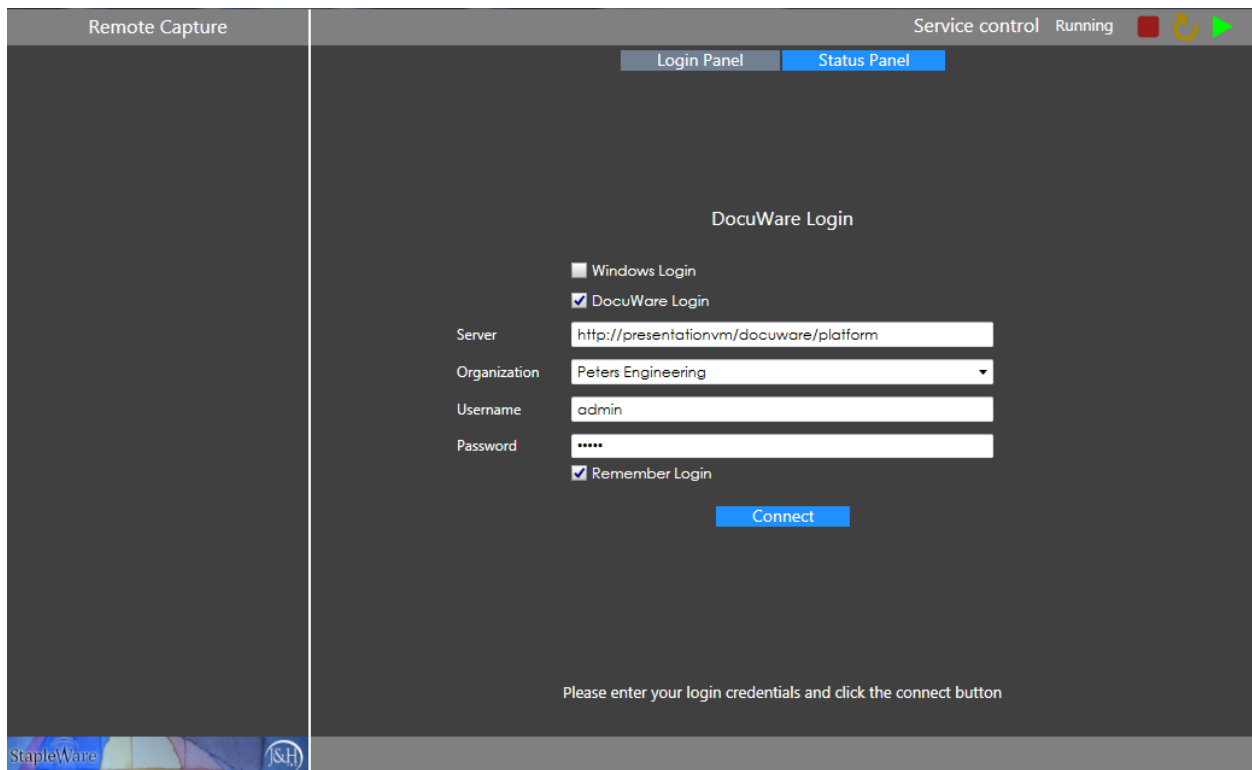 Remote Capture
Service control Running
Login Panel Status Panel
DocuWare Login
Windows Login
DocuWare Login
Server http://presentationvm/docuware/platform
Organization Peters Engineering
Username admin
Password •••••
Remember Login
Connect
Please enter your login credentials and click the connect button
StapleWare J&H